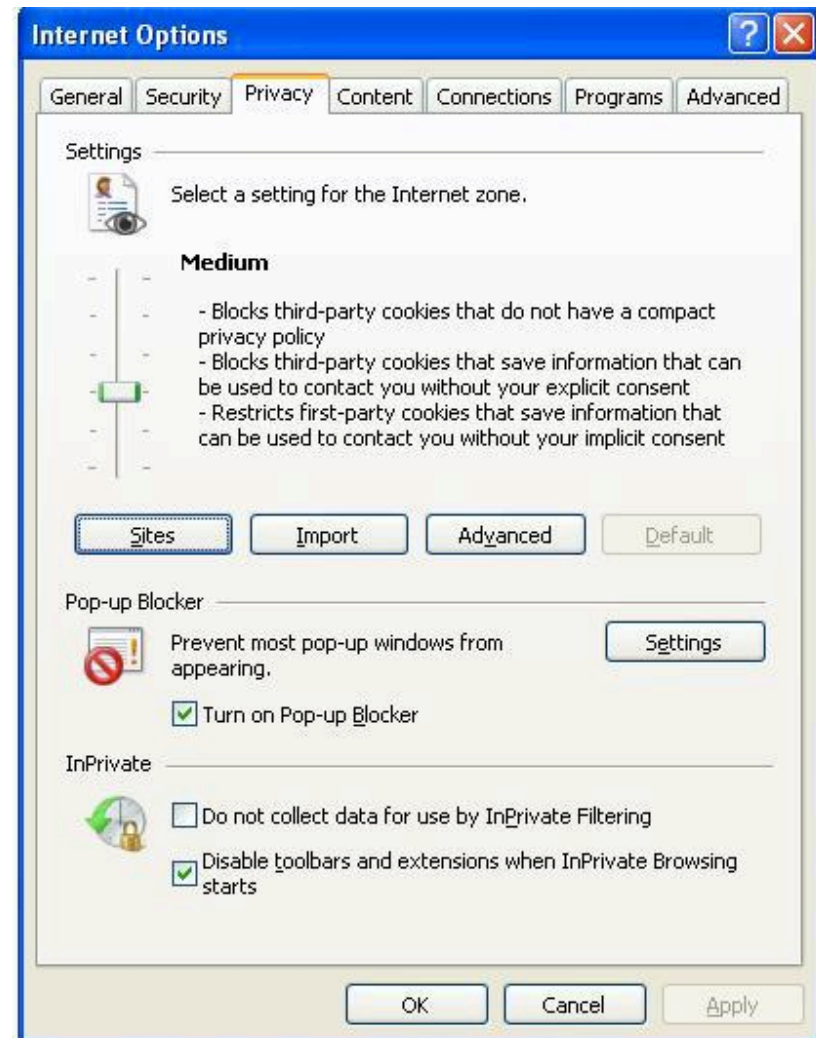 Internet Options
General Security Privacy Content Connections Programs Advanced
Settings
Select a setting for the Internet zone.
Medium
- Blocks third-party cookies that do not have a compact
privacy policy
- Blocks third-party cookies that save information that can
be used to contact you without your explicit consent
- Restricts first-party cookies that save information that
can be used to contact you without your implicit consent
Sites Import Advanced Default
Pop-up Blocker
Prevent most pop-up windows from
appearing.
Settings
Turn on Pop-up Blocker
InPrivate
Do not collect data for use by InPrivate Filtering
Disable toolbars and extensions when InPrivate Browsing
starts
OK Cancel Apply